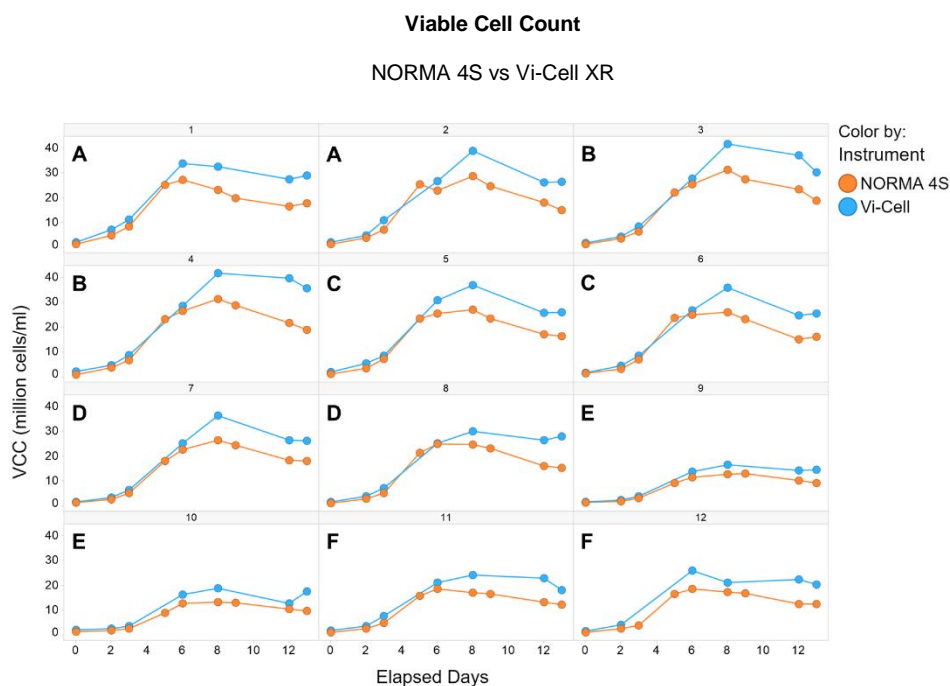 Viable Cell Count
NORMA 4S vs Vi-Cell XR
1 2 3
Color by:
Instrument
NORMA 4S
Vi-Cell
40 A A B
30
20
10
0
4 5 6
40 B C C
30
20
10
0
7 8 9
40 D D E
30
20
10
0
10 11 12
40 E F F
30
20
10
0
VCC (million cells/ml)
0 2 4 6 8 10 12 0 2 4 6 8 10 12 0 2 4 6 8 10 12
Elapsed Days